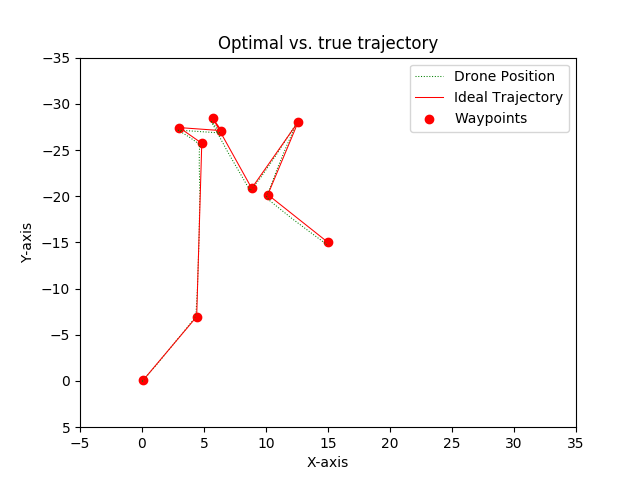 Optimal vs. true trajectory
Drone Position
Ideal Trajectory
Waypoints
Y-axis
−35
−30
−25
−20
−15
−10
−5
0
5
−5 0 5 10 15 20 25 30 35
X-axis